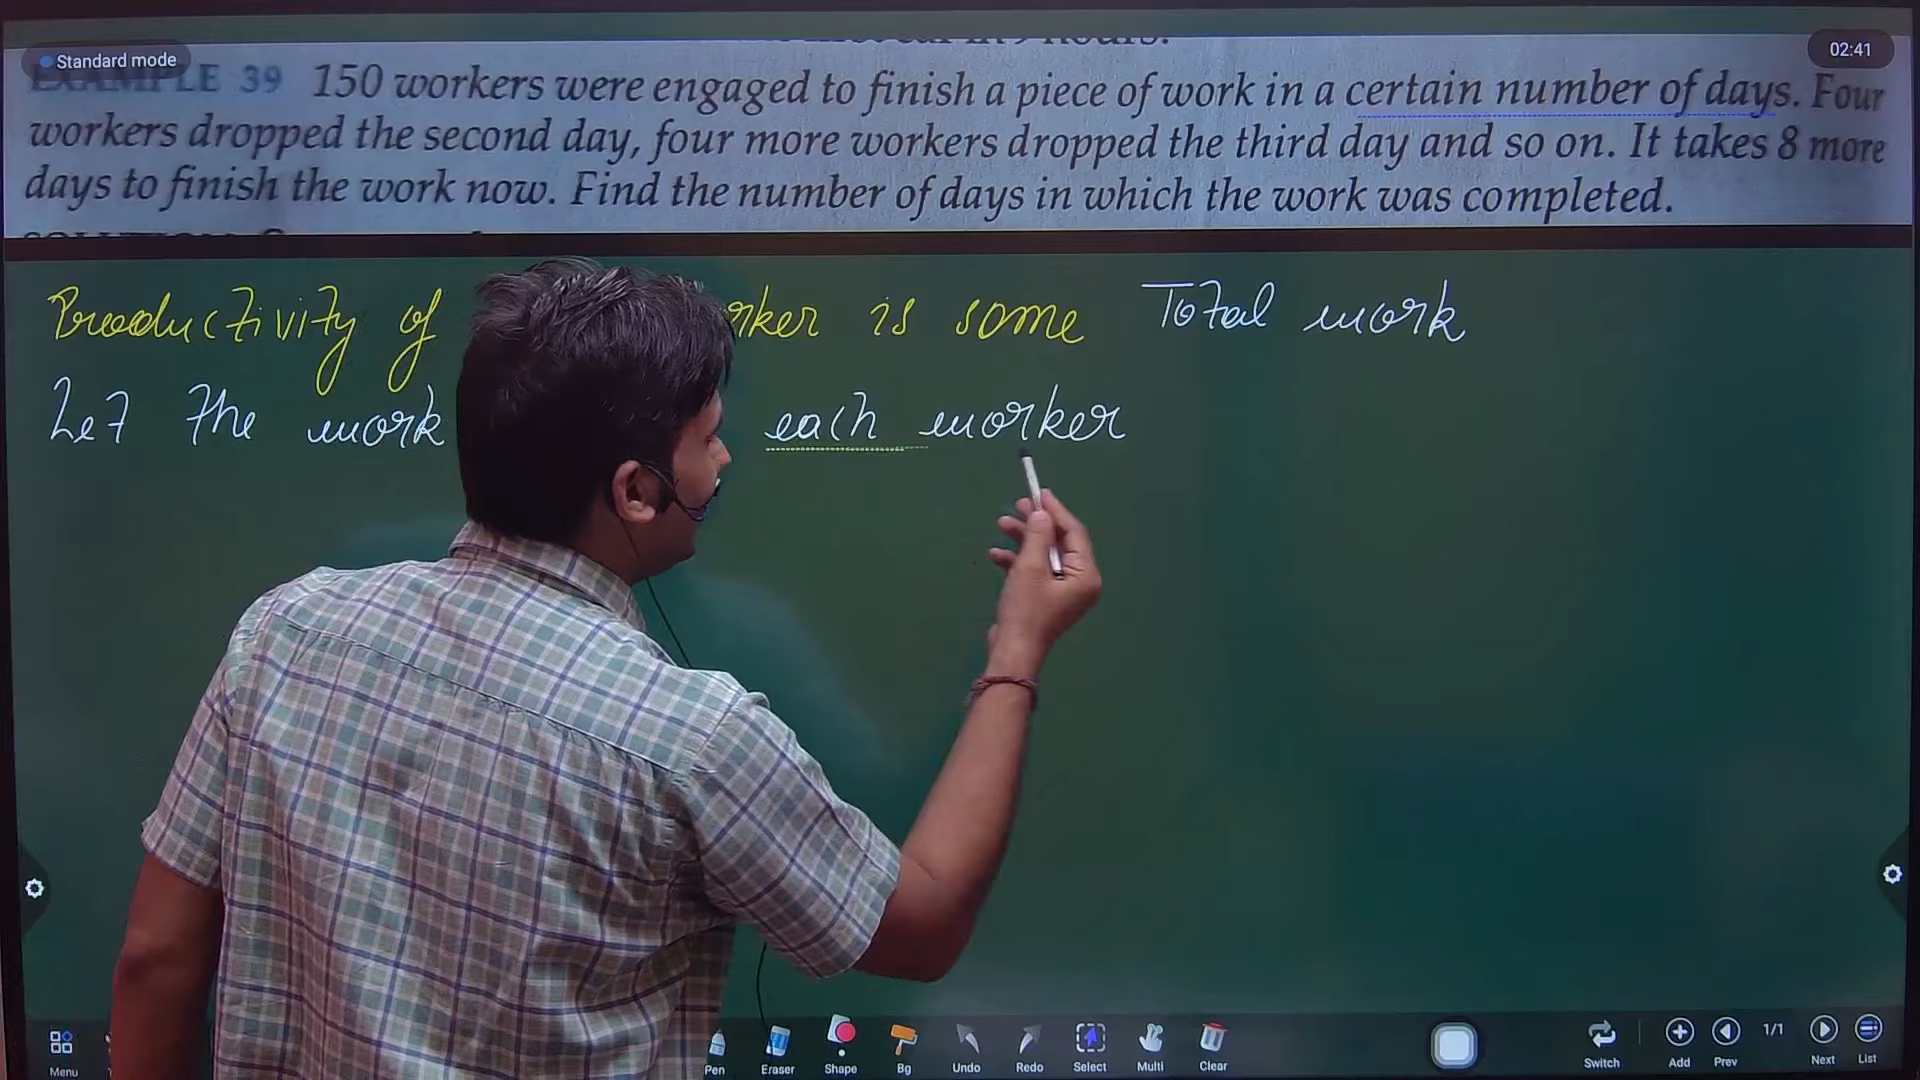 Standard mode
02:41
EXAMPLE 39 150 workers were engaged to finish a piece of work in a certain number of days. Four
workers dropped the second day, four more workers dropped the third day and so on. It takes 8 more
days to finish the work now. Find the number of days in which the work was completed.
Productivity of is some Total work
Let the work each worker
Menu
Pen
Eraser
Shape
Bg
Undo
Redo
Select
Multi
Clear
Switch
Add
Prev
1/1
Next
List